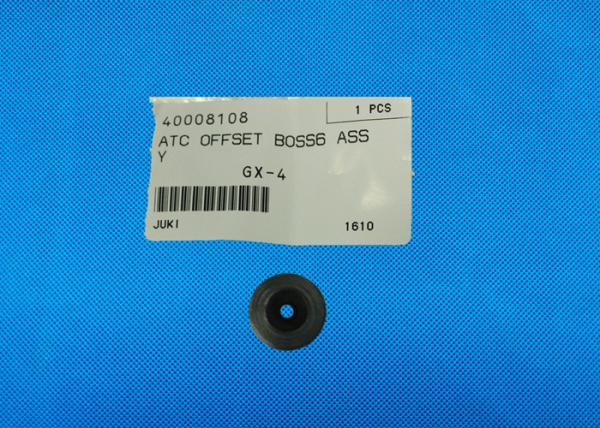 40008108
1 PCS
ATC OFFSET BOSS6 ASS
Y
GX-4
JUKI
1610